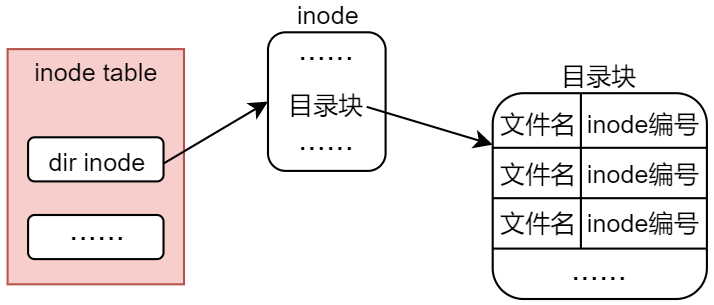 inode table
dir inode
……
inode
……
目录块
……
目录块
文件名 inode编号
文件名 inode编号
文件名 inode编号
……